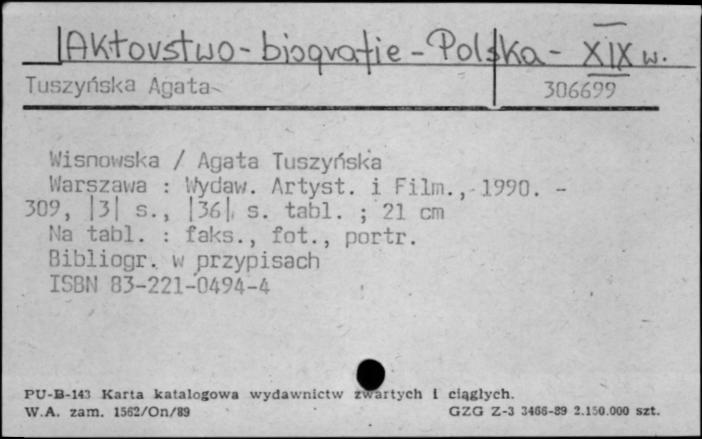 Aktorstwo - biografie - Polska - XIX w.
Tuszyńska Agata 306699
Wisnowska / Agata Tuszyńska
Warszawa : Wydaw. Artyst. i Film., 1990. -
309, |3| s., |36| s. tabl. ; 21 cm
Na tabl. : faks., fot., portr.
Bibliogr. w przypisach
ISBN 83-221-0494-4
PU-B-143 Karta katalogowa wydawnictw zwartych i ciągłych.
W.A. zam. 1562/On/89 GZG Z-3 3466-89 2.150.000 szt.